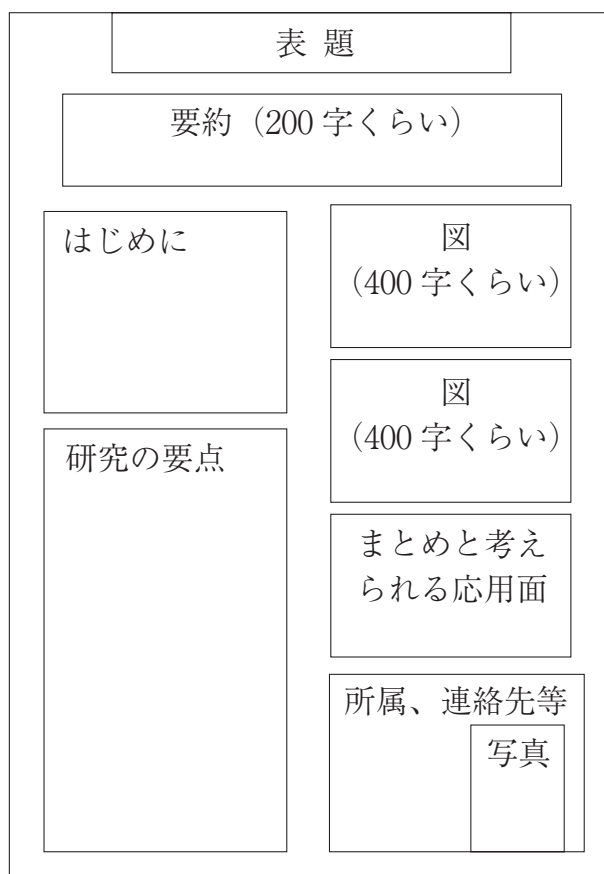 表 題
要約（200 字くらい）
はじめに
研究の要点
図
（400 字くらい）
図
（400 字くらい）
まとめと考え
られる応用面
所属、連絡先等
写真